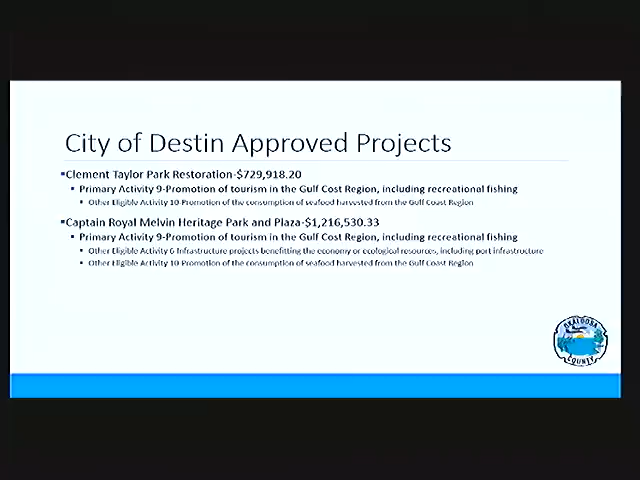 City of Destin Approved Projects
▪Clement Taylor Park Restoration-$729,918.20
▪ Primary Activity 9-Promotion of tourism in the Gulf Cost Region, including recreational fishing
▪ Other Eligible Activity 10-Promotion of the consumption of seafood harvested from the Gulf Coast Region
▪Captain Royal Melvin Heritage Park and Plaza-$1,216,530.33
▪ Primary Activity 9-Promotion of tourism in the Gulf Cost Region, including recreational fishing
▪ Other Eligible Activity 6-Infrastructure projects benefitting the economy or ecological resources, including port infrastructure
▪ Other Eligible Activity 10-Promotion of the consumption of seafood harvested from the Gulf Coast Region
OKALOOSA
COUNTY